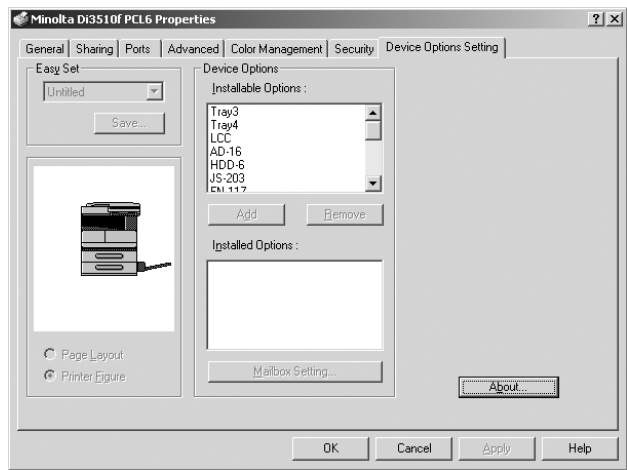 Minolta Di3510f PCL6 Properties
General Sharing Ports Advanced Color Management Security Device Options Setting
Easy Set
Untitled
Save...
Page Layout
Printer Figure
Device Options
Installable Options :
Tray3
Tray4
LCC
AD-16
HDD-6
JS-203
FN-117
Add Remove
Installed Options :
Mailbox Setting...
About...
OK Cancel Apply Help